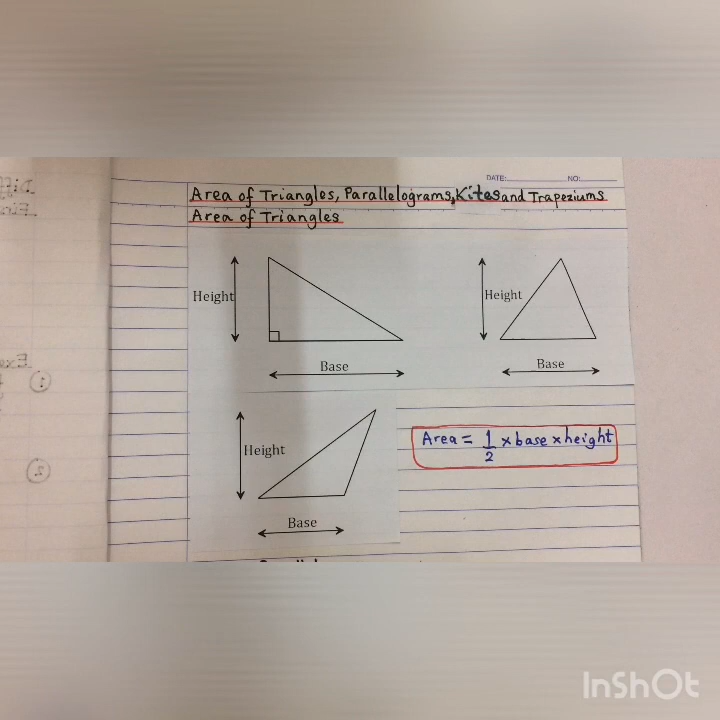 DATE: NO:
Area of Triangles, Parallelograms, Kites and Trapeziums
Area of Triangles
Height
Base
Height
Base
Height
Base
Area = 1/2 × base × height
InShOt